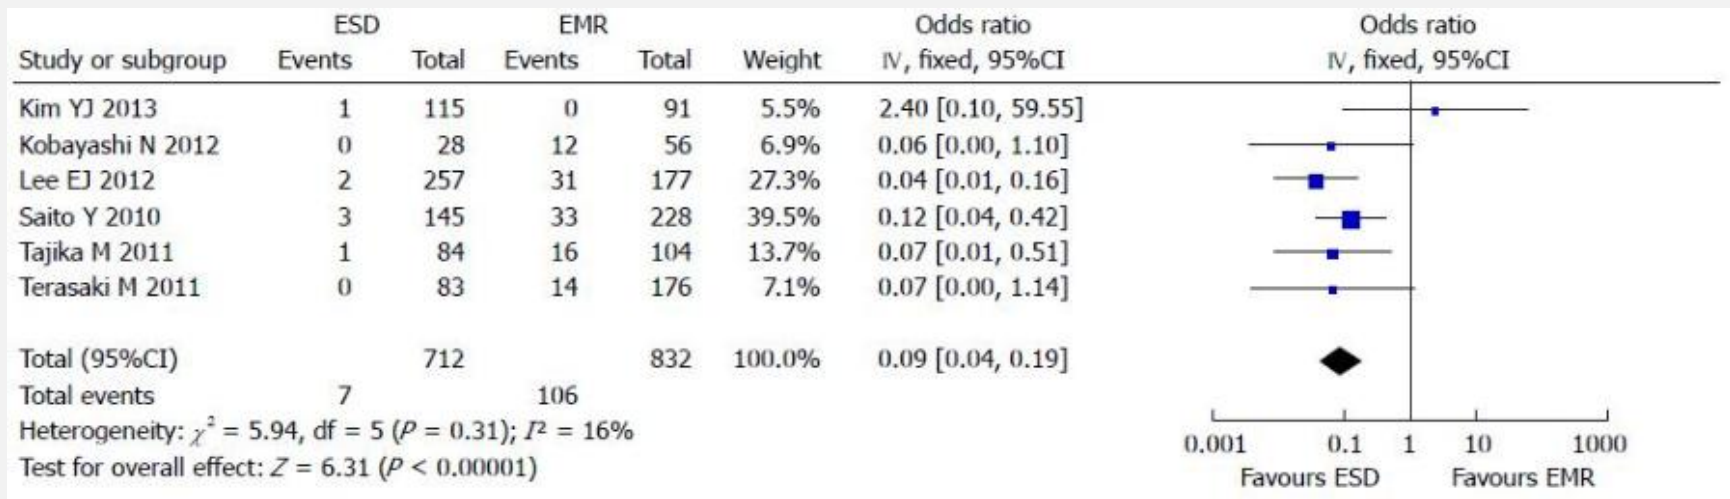 ESD EMR Odds ratio Odds ratio
Study or subgroup Events Total Events Total Weight IV, fixed, 95%CI IV, fixed, 95%CI
Kim YJ 2013 1 115 0 91 5.5% 2.40 [0.10, 59.55]
Kobayashi N 2012 0 28 12 56 6.9% 0.06 [0.00, 1.10]
Lee EJ 2012 2 257 31 177 27.3% 0.04 [0.01, 0.16]
Saito Y 2010 3 145 33 228 39.5% 0.12 [0.04, 0.42]
Tajika M 2011 1 84 16 104 13.7% 0.07 [0.01, 0.51]
Terasaki M 2011 0 83 14 176 7.1% 0.07 [0.00, 1.14]
Total (95%CI) 712 832 100.0% 0.09 [0.04, 0.19]
Total events 7 106
Heterogeneity: χ² = 5.94, df = 5 (P = 0.31); I² = 16%
Test for overall effect: Z = 6.31 (P < 0.00001)
0.001 0.1 1 10 1000
Favours ESD Favours EMR